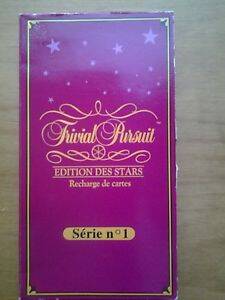 Trivial Pursuit
EDITION DES STARS
Recharge de cartes
Série n°1